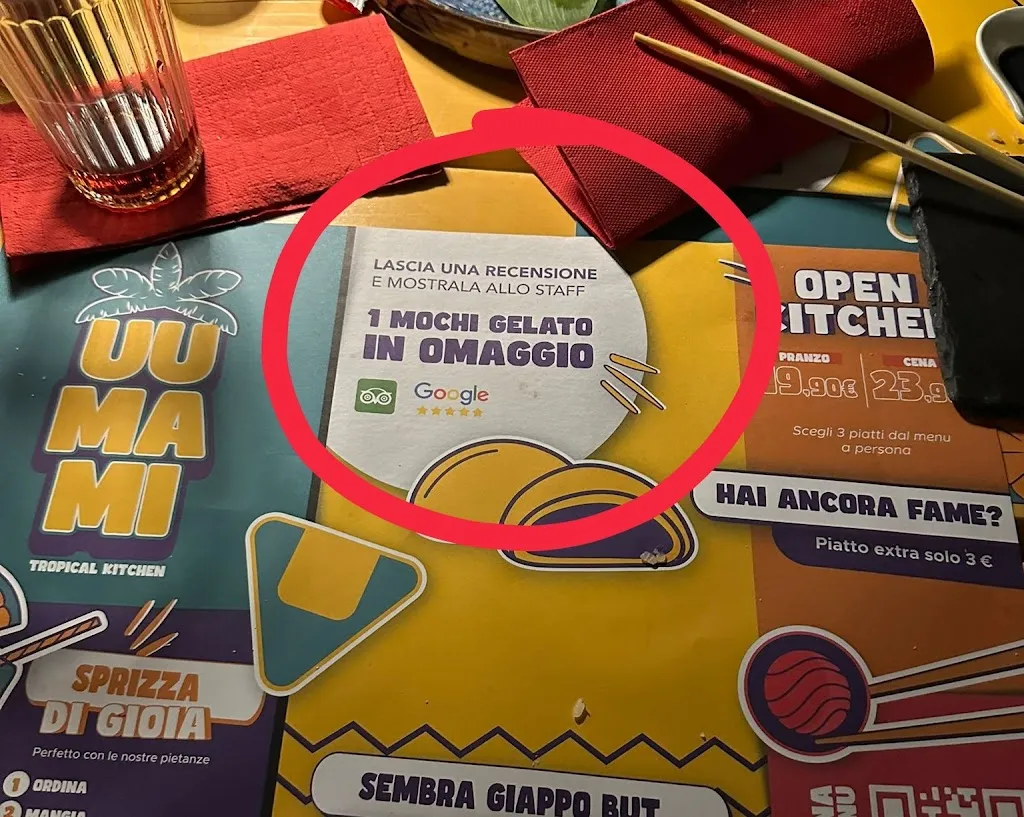 UU
MA
MI
TROPICAL KITCHEN
SPRIZZA
DI GIOIA
Perfetto con le nostre pietanze
1 ORDINA
2 MANGIA
LASCIA UNA RECENSIONE
E MOSTRALA ALLO STAFF
1 MOCHI GELATO
IN OMAGGIO
Google
SEMBRA GIAPPO BUT
OPEN
PRANZO CENA
Scegli 3 piatti dal menu
a persona
HAI ANCORA FAME?
Piatto extra solo 3 €